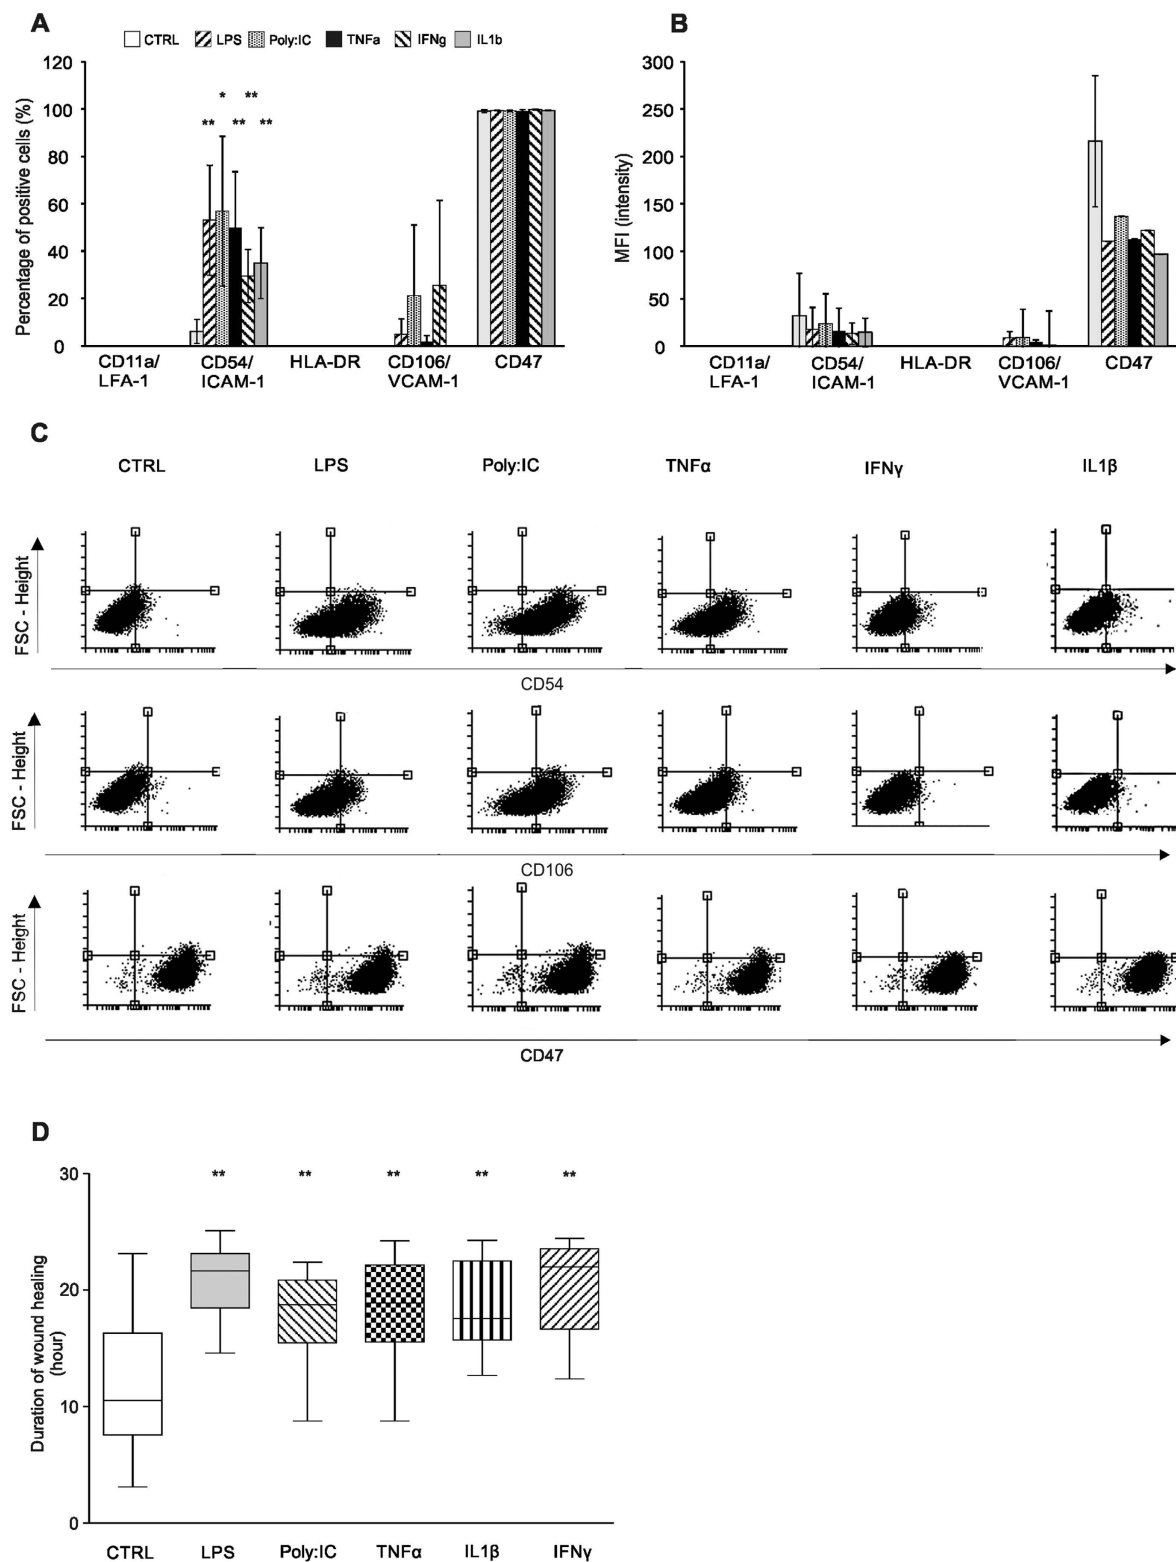 A
B
CTRL LPS Poly:IC TNFa IFNg IL1b
Percentage of positive cells (%)
120
100
80
60
40
20
0
** * ** ** **
CD11a/ LFA-1
CD54/ ICAM-1
HLA-DR
CD106/ VCAM-1
CD47
MFI (intensity)
300
250
200
150
100
50
0
CD11a/ LFA-1
CD54/ ICAM-1
HLA-DR
CD106/ VCAM-1
CD47
C
CTRL LPS Poly:IC TNFα IFNγ IL1β
FSC - Height
CD54
FSC - Height
CD106
FSC - Height
CD47
D
Duration of wound healing
(hour)
30
20
10
0
** ** ** ** **
CTRL LPS Poly:IC TNFα IL1β IFNγ